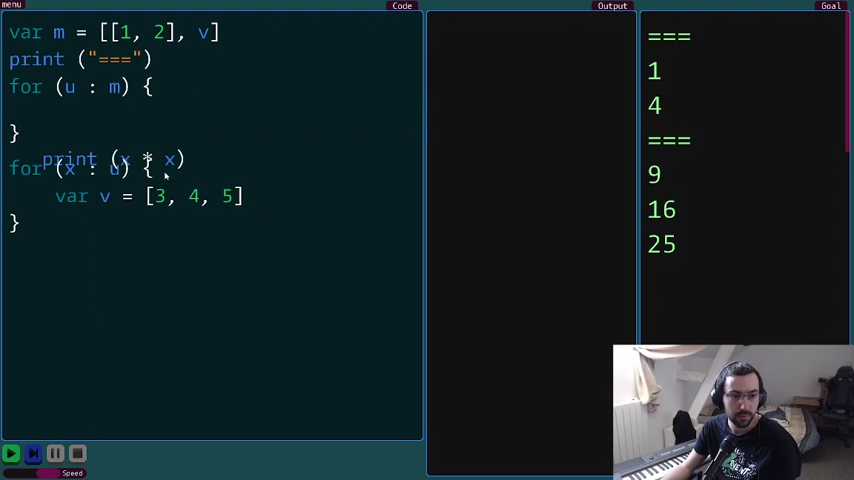 menu
Code
Output
Goal
var m = [[1, 2], v]
print ("===")
for (u : m) {
}
print (x * x)
for (x : u) {
var v = [3, 4, 5]
}
===
1
4
===
9
16
25
Speed